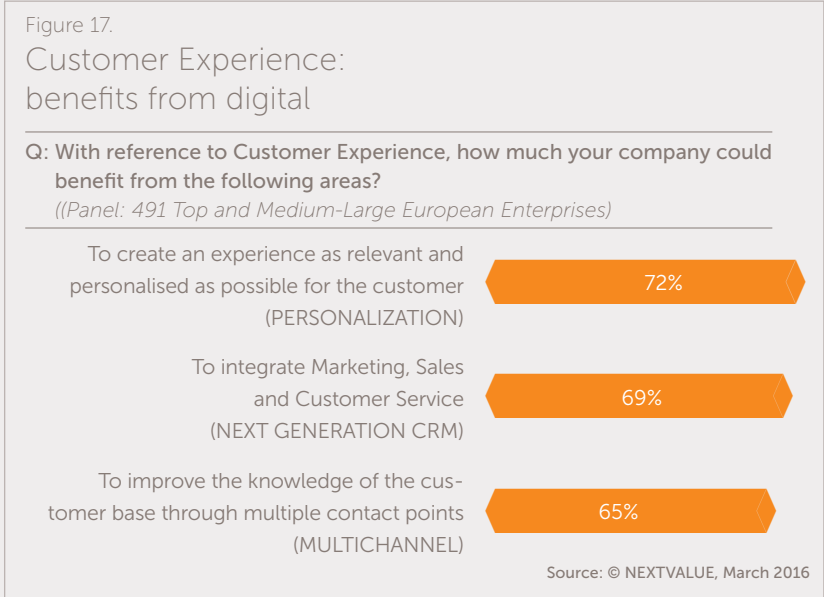 Figure 17.
Customer Experience:
benefits from digital
Q: With reference to Customer Experience, how much your company could
benefit from the following areas?
((Panel: 491 Top and Medium-Large European Enterprises)
To create an experience as relevant and
personalised as possible for the customer
(PERSONALIZATION)
72%
To integrate Marketing, Sales
and Customer Service
(NEXT GENERATION CRM)
69%
To improve the knowledge of the cus-
tomer base through multiple contact points
(MULTICHANNEL)
65%
Source: © NEXTVALUE, March 2016